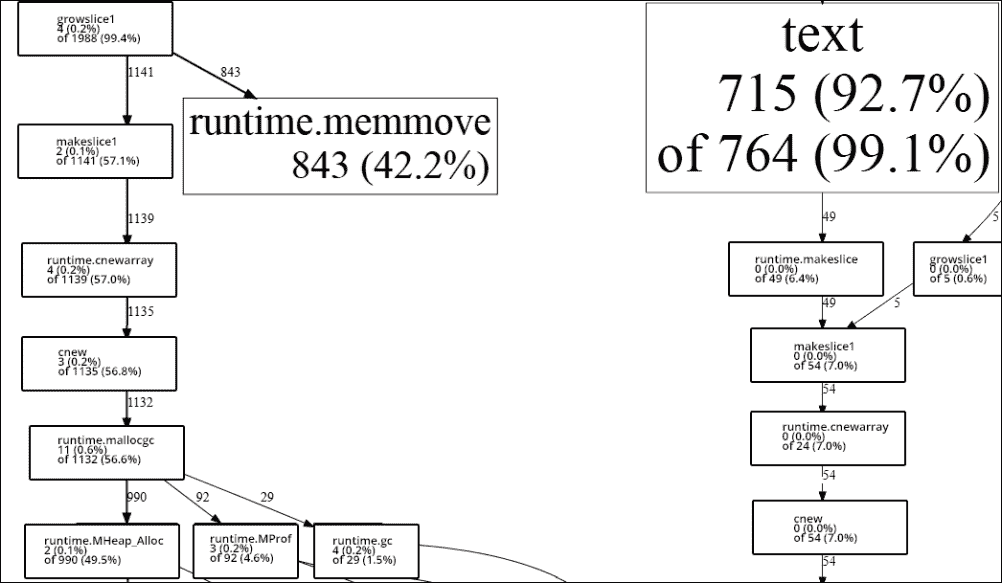 growslice1
4 (0.2%)
of 1988 (99.4%)
1141
843
runtime.memmove
843 (42.2%)
makeslice1
2 (0.1%)
of 1141 (57.1%)
1139
runtime.cnewarray
4 (0.2%)
of 1139 (57.0%)
1135
cnew
3 (0.2%)
of 1135 (56.8%)
1132
runtime.mallocgc
11 (0.6%)
of 1132 (56.6%)
990
92
29
runtime.MHeap_Alloc
2 (0.1%)
of 990 (49.5%)
runtime.MProf
3 (0.2%)
of 92 (4.6%)
runtime.gc
4 (0.2%)
of 29 (1.5%)
text
715 (92.7%)
of 764 (99.1%)
49
5
runtime.makeslice
0 (0.0%)
of 49 (6.4%)
growslice1
0 (0.0%)
of 5 (0.6%)
49
5
makeslice1
0 (0.0%)
of 54 (7.0%)
54
runtime.cnewarray
0 (0.0%)
of 24 (7.0%)
54
cnew
0 (0.0%)
of 54 (7.0%)
54